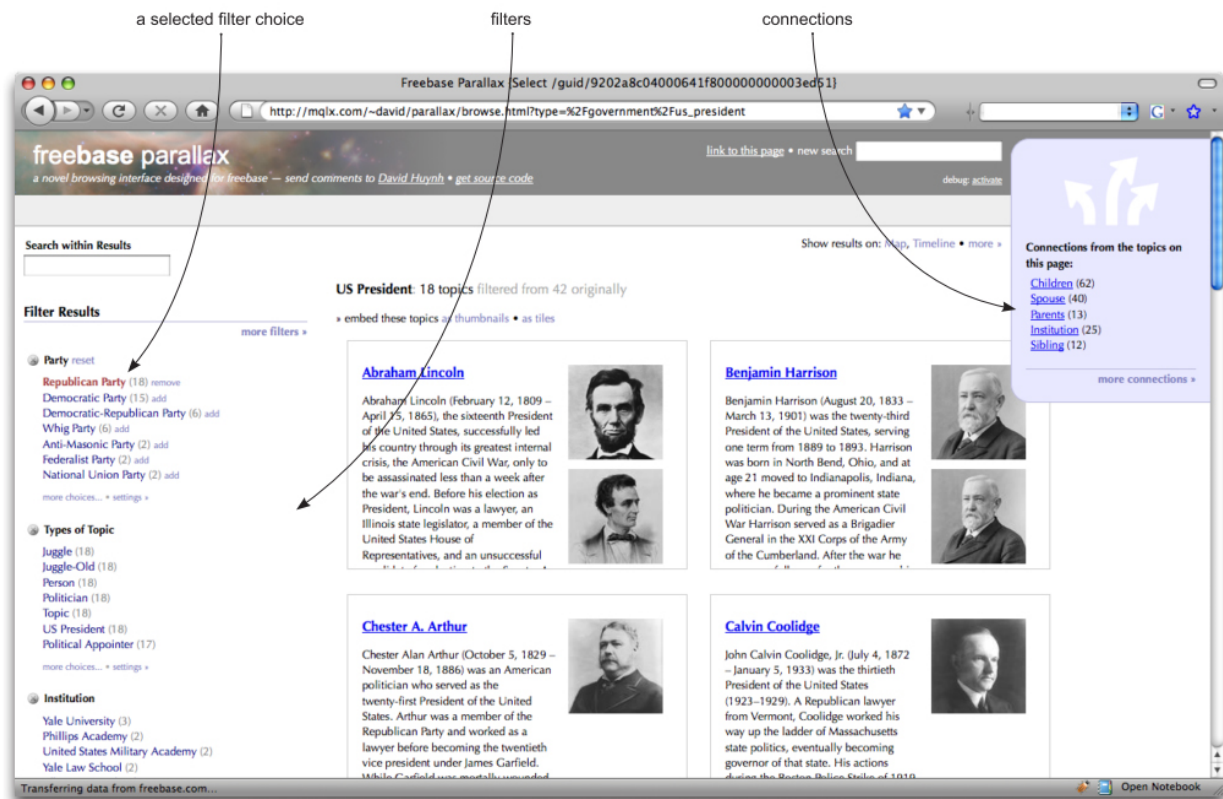 a selected filter choice
filters
connections
Freebase Parallax {Select /guid/9202a8c04000641f800000000003ed51}
http://mqlx.com/~david/parallax/browse.html?type=%2Fgovernment%2Fus_president
G
freebase parallax
link to this page • new search
a novel browsing interface designed for freebase — send comments to David Huynh • get source code
debug: activate
Search within Results
Show results on: Map, Timeline • more »
Connections from the topics on
this page:
Children (62)
Spouse (40)
Parents (13)
Institution (25)
Sibling (12)
more connections »
US President: 18 topics filtered from 42 originally
» embed these topics as thumbnails • as tiles
Filter Results
more filters »
Party reset
Republican Party (18) remove
Democratic Party (15) add
Democratic-Republican Party (6) add
Whig Party (6) add
Anti-Masonic Party (2) add
Federalist Party (2) add
National Union Party (2) add
more choices... • settings »
Types of Topic
Juggle (18)
Juggle-Old (18)
Person (18)
Politician (18)
Topic (18)
US President (18)
Political Appointer (17)
more choices... • settings »
Institution
Yale University (3)
Phillips Academy (2)
United States Military Academy (2)
Yale Law School (2)
Abraham Lincoln
Abraham Lincoln (February 12, 1809 –
April 15, 1865), the sixteenth President
of the United States, successfully led
his country through its greatest internal
crisis, the American Civil War, only to
be assassinated less than a week after
the war's end. Before his election as
President, Lincoln was a lawyer, an
Illinois state legislator, a member of the
United States House of
Representatives, and an unsuccessful
Benjamin Harrison
Benjamin Harrison (August 20, 1833 –
March 13, 1901) was the twenty-third
President of the United States, serving
one term from 1889 to 1893. Harrison
was born in North Bend, Ohio, and at
age 21 moved to Indianapolis, Indiana,
where he became a prominent state
politician. During the American Civil
War Harrison served as a Brigadier
General in the XXI Corps of the Army
of the Cumberland. After the war he
Chester A. Arthur
Chester Alan Arthur (October 5, 1829 –
November 18, 1886) was an American
politician who served as the
twenty-first President of the United
States. Arthur was a member of the
Republican Party and worked as a
lawyer before becoming the twentieth
vice president under James Garfield.
While Garfield was mortally wounded
Calvin Coolidge
John Calvin Coolidge, Jr. (July 4, 1872
– January 5, 1933) was the thirtieth
President of the United States
(1923–1929). A Republican lawyer
from Vermont, Coolidge worked his
way up the ladder of Massachusetts
state politics, eventually becoming
governor of that state. His actions
during the Boston Police Strike of 1919
Transferring data from freebase.com...
Open Notebook